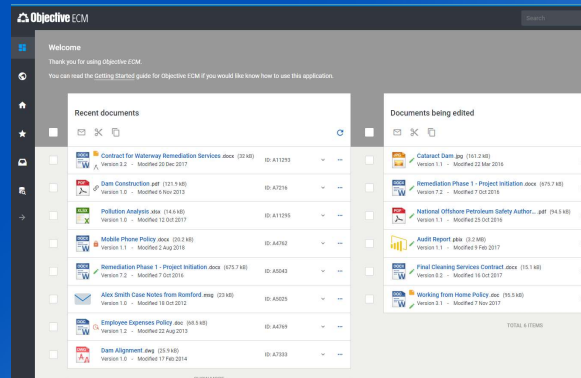 Objective ECM
Search
Welcome
Thank you for using Objective ECM.
You can read the Getting Started guide for Objective ECM if you would like know how to use this application.
Recent documents
Contract for Waterway Remediation Services.docx (32 kB)
Version 3.2 - Modified 20 Dec 2017
ID: A11293
Dam Construction.pdf (121.9 kB)
Version 1.0 - Modified 6 Nov 2013
ID: A7216
Pollution Analysis.xlsx (14.6 kB)
Version 1.0 - Modified 12 Oct 2017
ID: A11295
Mobile Phone Policy.docx (20.2 kB)
Version 1.1 - Modified 2 Aug 2018
ID: A4762
Remediation Phase 1 - Project Initiation.docx (675.7 kB)
Version 7.2 - Modified 7 Oct 2016
ID: A5043
Alex Smith Case Notes from Romford.msg (23 kB)
Version 1.0 - Modified 18 Oct 2012
ID: A5025
Employee Expenses Policy.doc (68.5 kB)
Version 1.2 - Modified 22 Aug 2013
ID: A4769
Dam Alignment.dwg (25.9 kB)
Version 1.0 - Modified 17 Feb 2014
ID: A7333
Documents being edited
Cataract Dam.jpg (161.2 kB)
Version 1.1 - Modified 22 Mar 2016
Remediation Phase 1 - Project Initiation.docx (675.7 kB)
Version 7.2 - Modified 7 Oct 2016
National Offshore Petroleum Safety Author....pdf (94.5 kB)
Version 1.1 - Modified 25 Oct 2016
Audit Report.pbix (3.2 MB)
Version 1.1 - Modified 9 Feb 2017
Final Cleaning Services Contract.docx (15.1 kB)
Version 0.2 - Modified 16 Oct 2017
Working from Home Policy.doc (95.5 kB)
Version 3.1 - Modified 7 Nov 2017
TOTAL 6 ITEMS